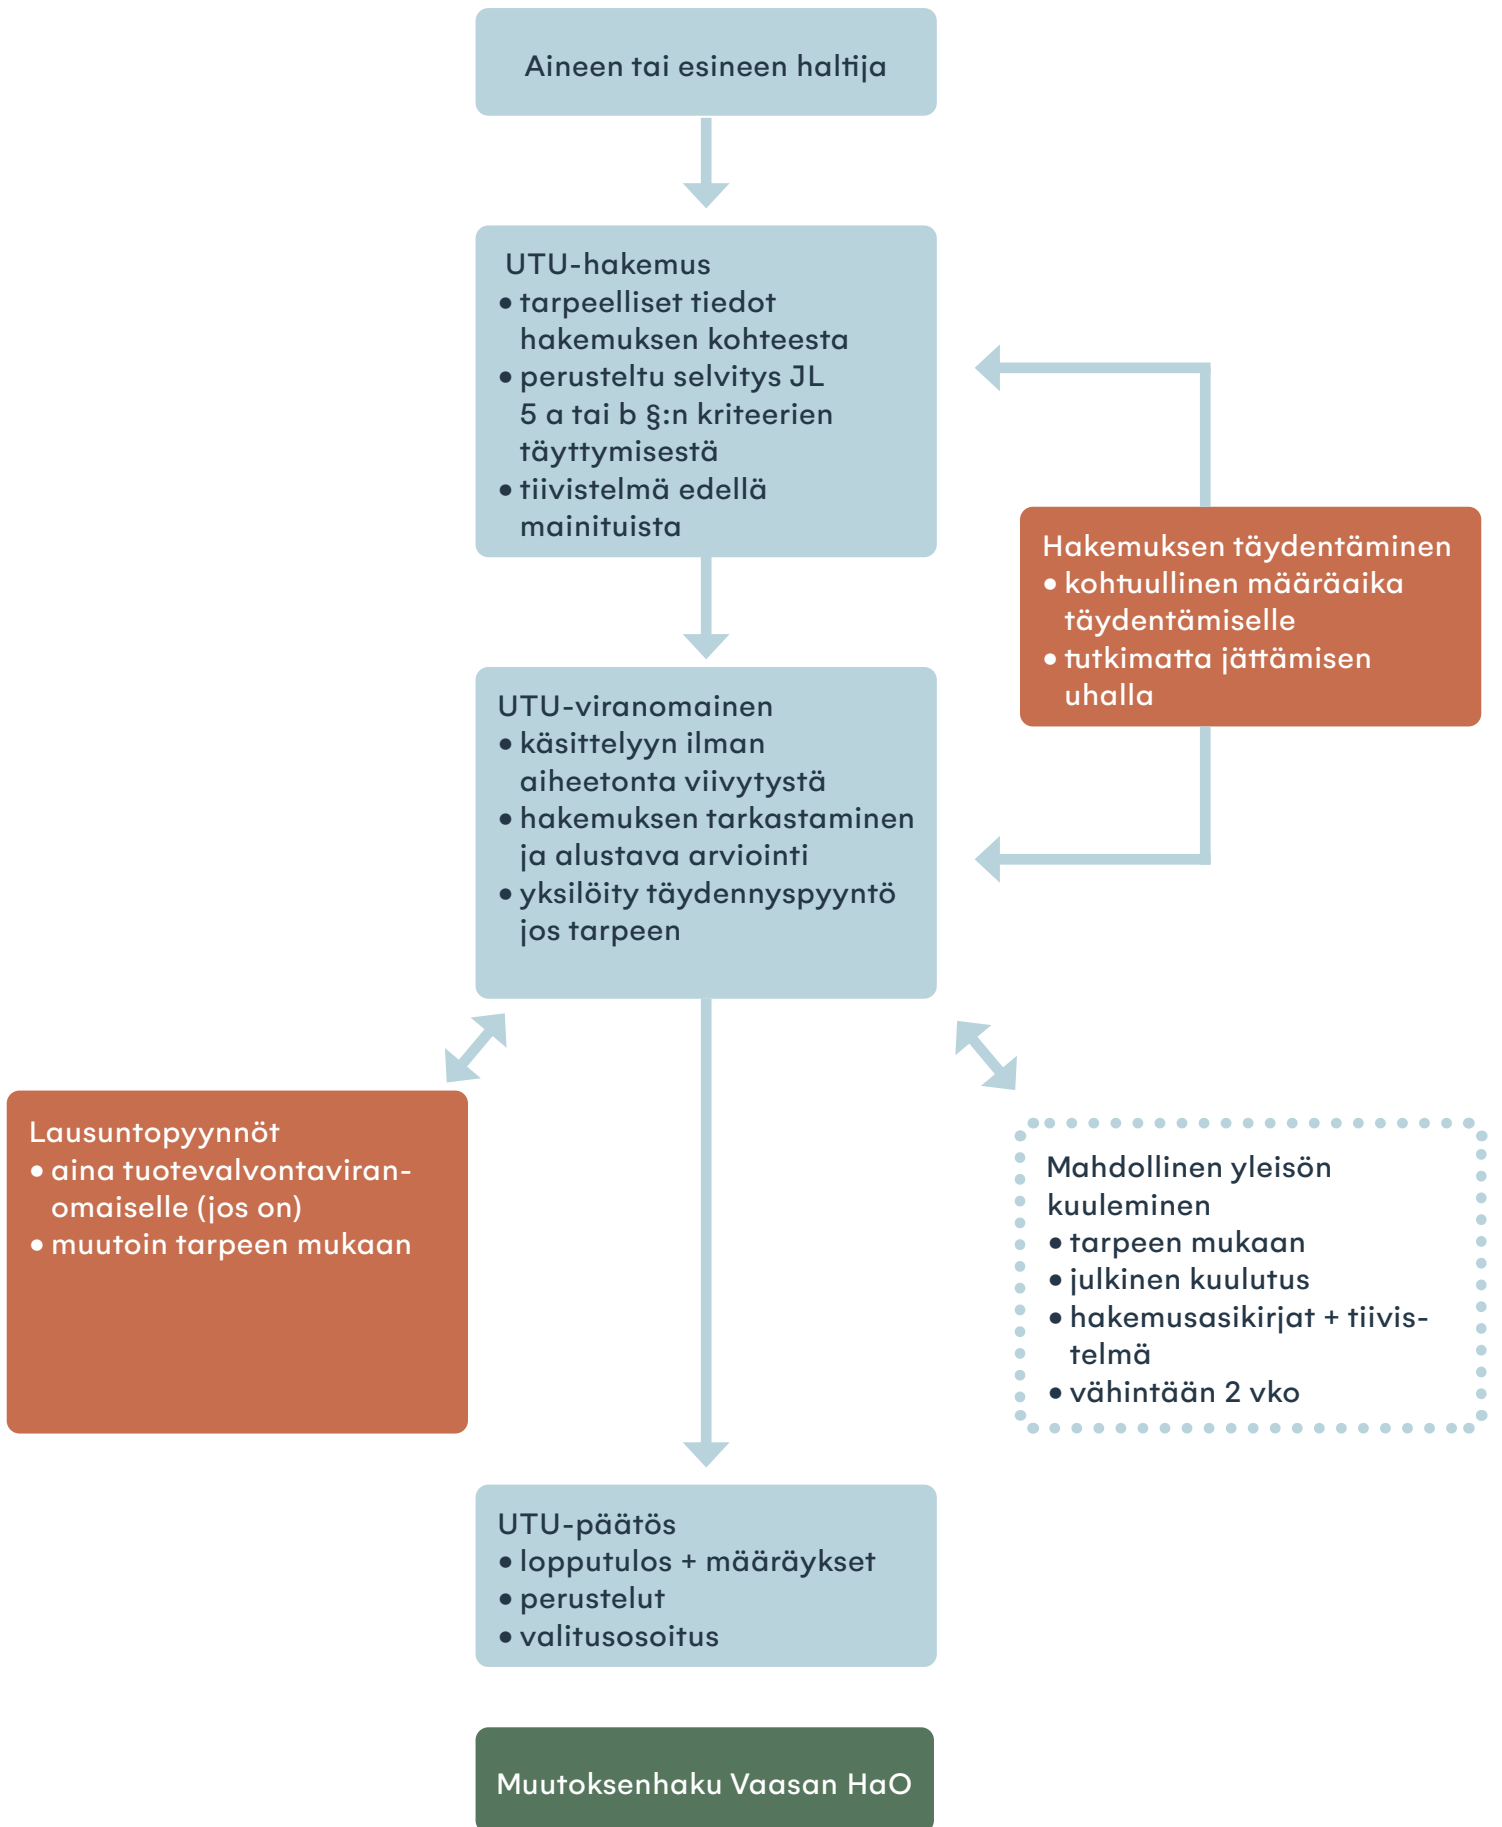 Aineen tai esineen haltija
UTU-hakemus
• tarpeelliset tiedot
hakemuksen kohteesta
• perusteltu selvitys JL
5 a tai b §:n kriteerien
täyttymisestä
• tiivistelmä edellä
mainituista
Hakemuksen täydentäminen
• kohtuullinen määräaika
täydentämiselle
• tutkimatta jättämisen
uhalla
UTU-viranomainen
• käsittelyyn ilman
aiheetonta viivytystä
• hakemuksen tarkastaminen
ja alustava arviointi
• yksilöity täydennyspyyntö
jos tarpeen
Lausuntopyynnöt
• aina tuotevalvontaviran-
omaiselle (jos on)
• muutoin tarpeen mukaan
Mahdollinen yleisön
kuuleminen
• tarpeen mukaan
• julkinen kuulutus
• hakemusasikirjat + tiivis-
telmä
• vähintään 2 vko
UTU-päätös
• lopputulos + määräykset
• perustelut
• valitusosoitus
Muutoksenhaku Vaasan HaO